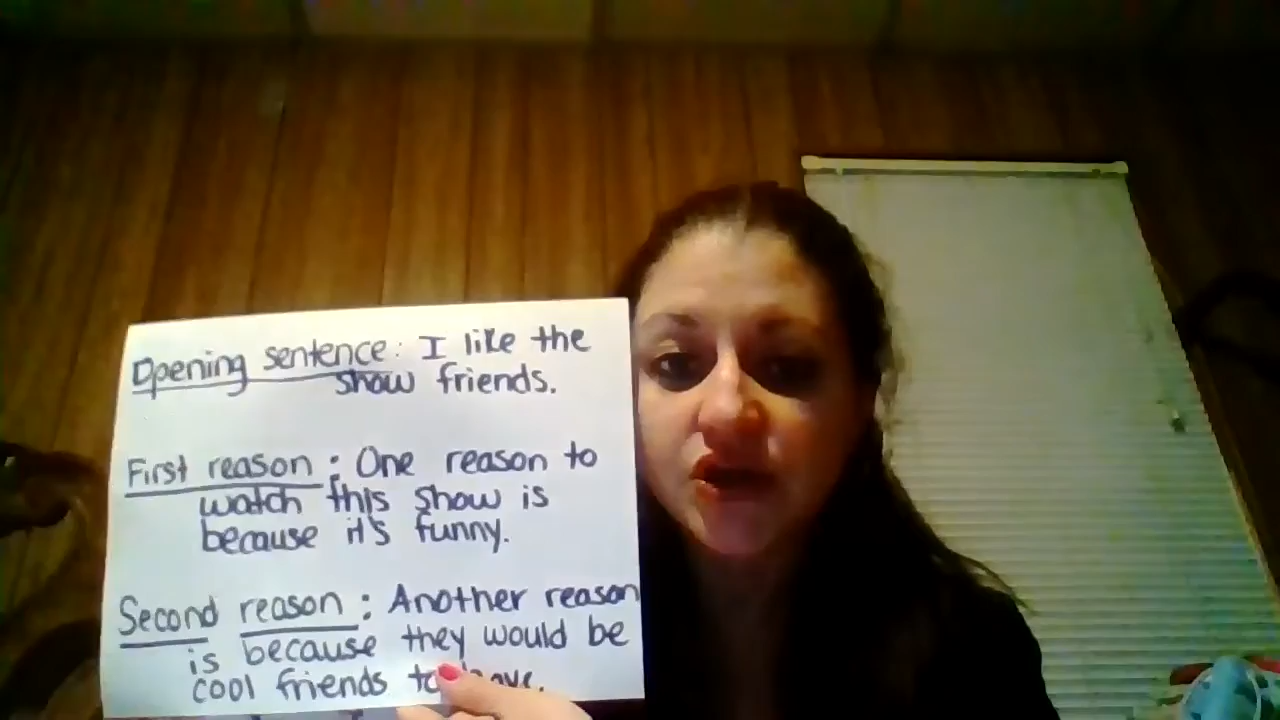 Opening sentence: I like the
show friends.
First reason: One reason to
watch this show is
because it's funny.
Second reason: Another reason
is because they would be
cool friends to